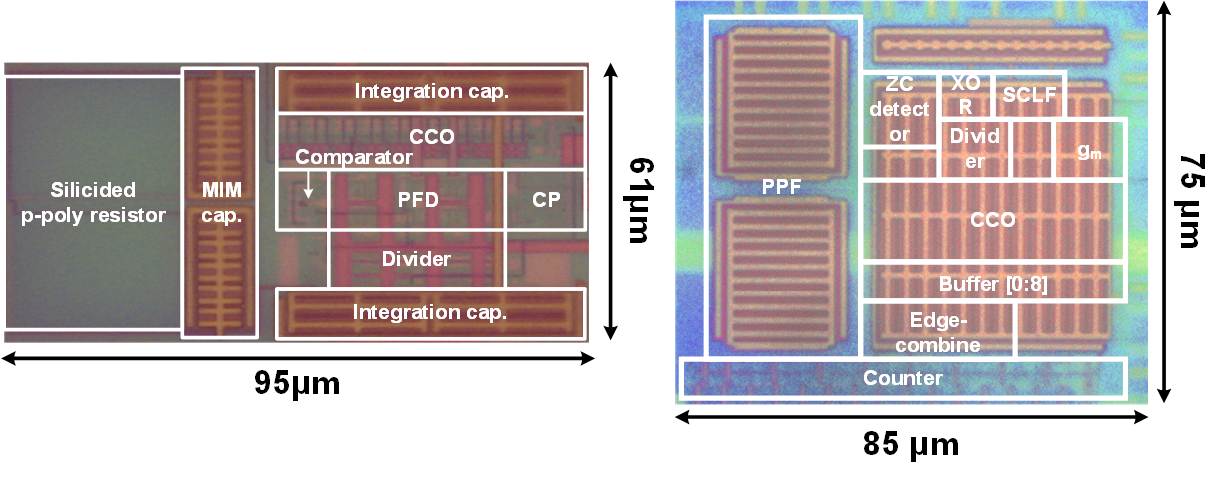 Integration cap.
CCO
Comparator
Silicided
p-poly resistor
MIM
cap.
PFD
CP
Divider
Integration cap.
61μm
95μm
ZC
detect
or
XO
R
SCLF
Divid
er
gm
PPF
CCO
Buffer [0:8]
Edge-
combine
Counter
75 μm
85 μm